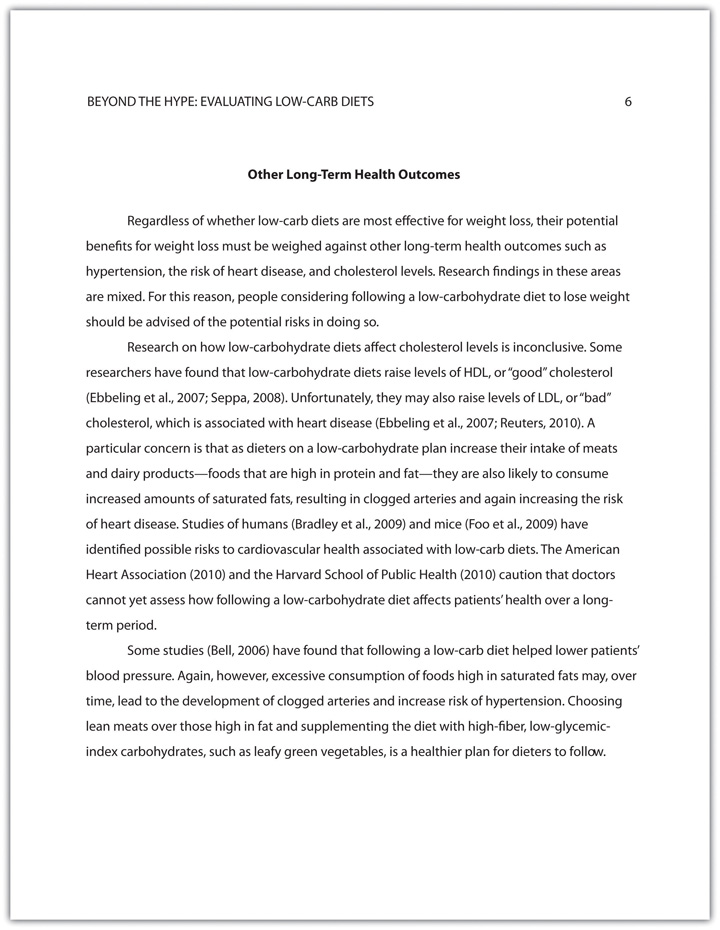 BEYOND THE HYPE: EVALUATING LOW-CARB DIETS 6
Other Long-Term Health Outcomes
Regardless of whether low-carb diets are most effective for weight loss, their potential
benefits for weight loss must be weighed against other long-term health outcomes such as
hypertension, the risk of heart disease, and cholesterol levels. Research findings in these areas
are mixed. For this reason, people considering following a low-carbohydrate diet to lose weight
should be advised of the potential risks in doing so.
Research on how low-carbohydrate diets affect cholesterol levels is inconclusive. Some
researchers have found that low-carbohydrate diets raise levels of HDL, or “good” cholesterol
(Ebbeling et al., 2007; Seppa, 2008). Unfortunately, they may also raise levels of LDL, or “bad”
cholesterol, which is associated with heart disease (Ebbeling et al., 2007; Reuters, 2010). A
particular concern is that as dieters on a low-carbohydrate plan increase their intake of meats
and dairy products—foods that are high in protein and fat—they are also likely to consume
increased amounts of saturated fats, resulting in clogged arteries and again increasing the risk
of heart disease. Studies of humans (Bradley et al., 2009) and mice (Foo et al., 2009) have
identified possible risks to cardiovascular health associated with low-carb diets. The American
Heart Association (2010) and the Harvard School of Public Health (2010) caution that doctors
cannot yet assess how following a low-carbohydrate diet affects patients’ health over a long-
term period.
Some studies (Bell, 2006) have found that following a low-carb diet helped lower patients’
blood pressure. Again, however, excessive consumption of foods high in saturated fats may, over
time, lead to the development of clogged arteries and increase risk of hypertension. Choosing
lean meats over those high in fat and supplementing the diet with high-fiber, low-glycemic-
index carbohydrates, such as leafy green vegetables, is a healthier plan for dieters to follow.